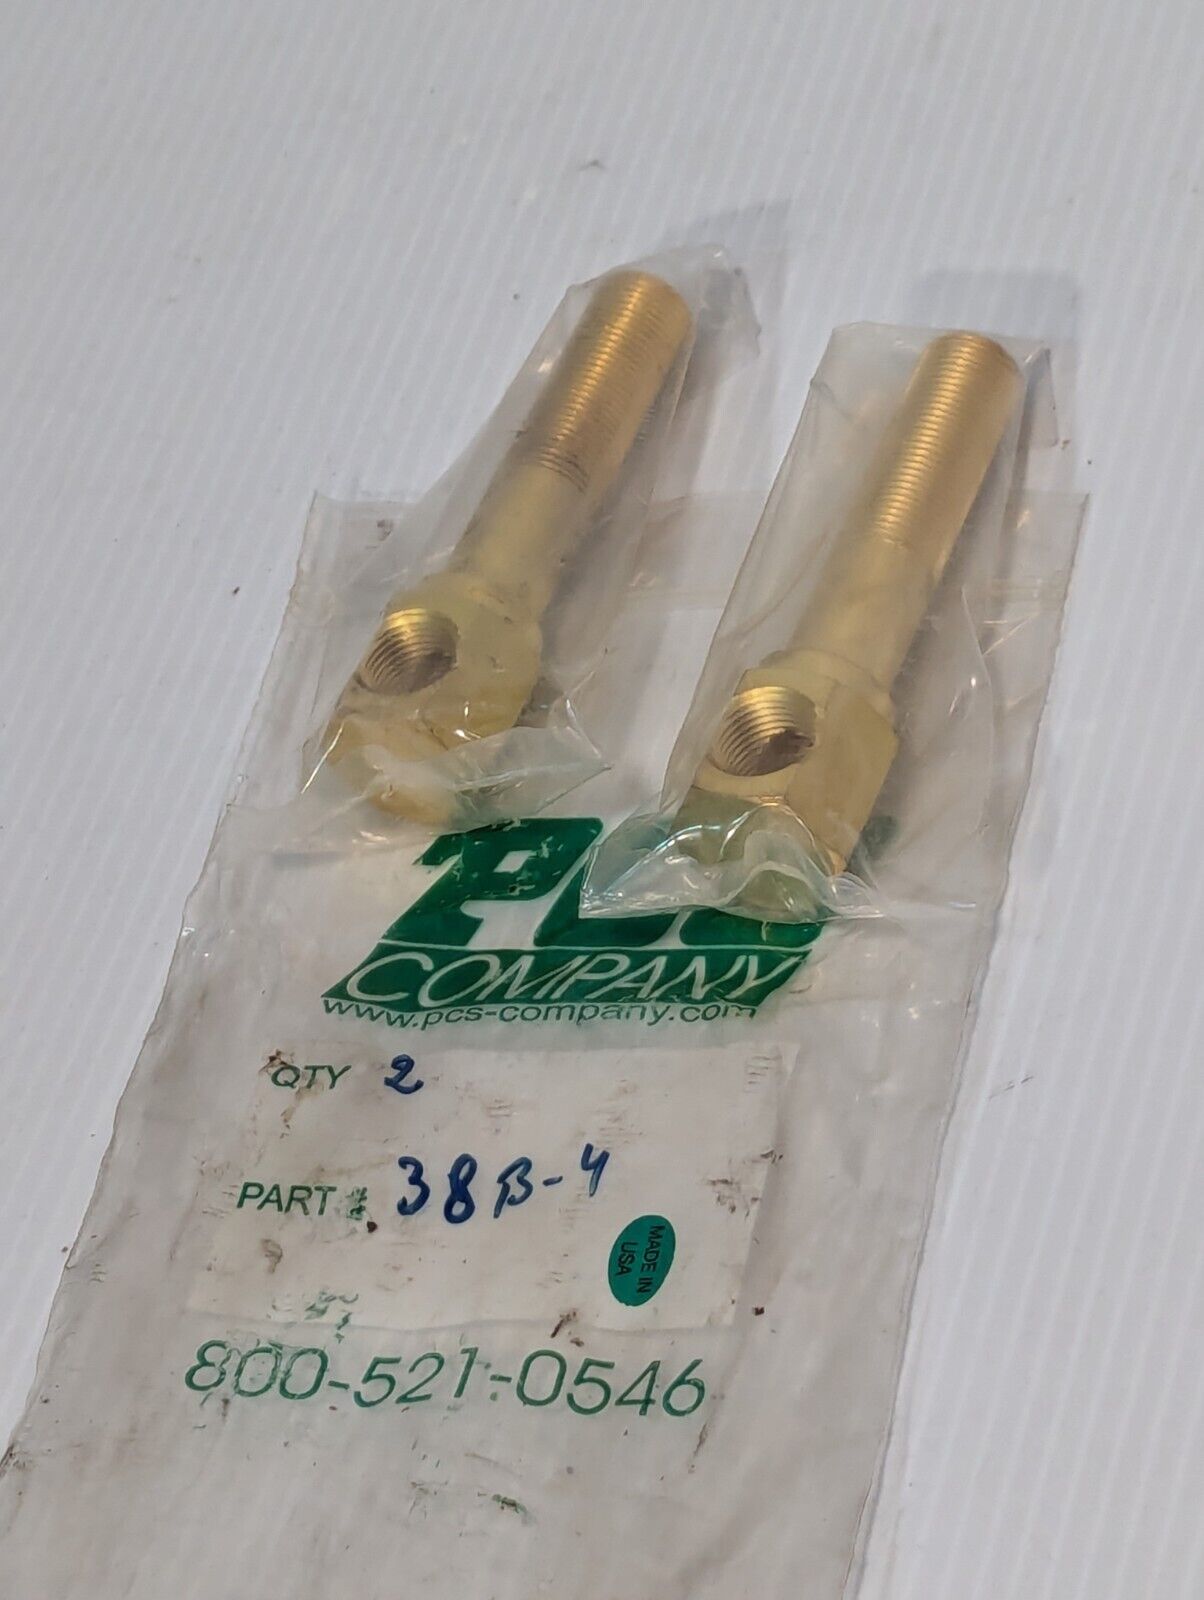 PCS
COMPANY
www.pcs-company.com
QTY 2
PART # 38B-4
MADE IN
USA
800-521-0546